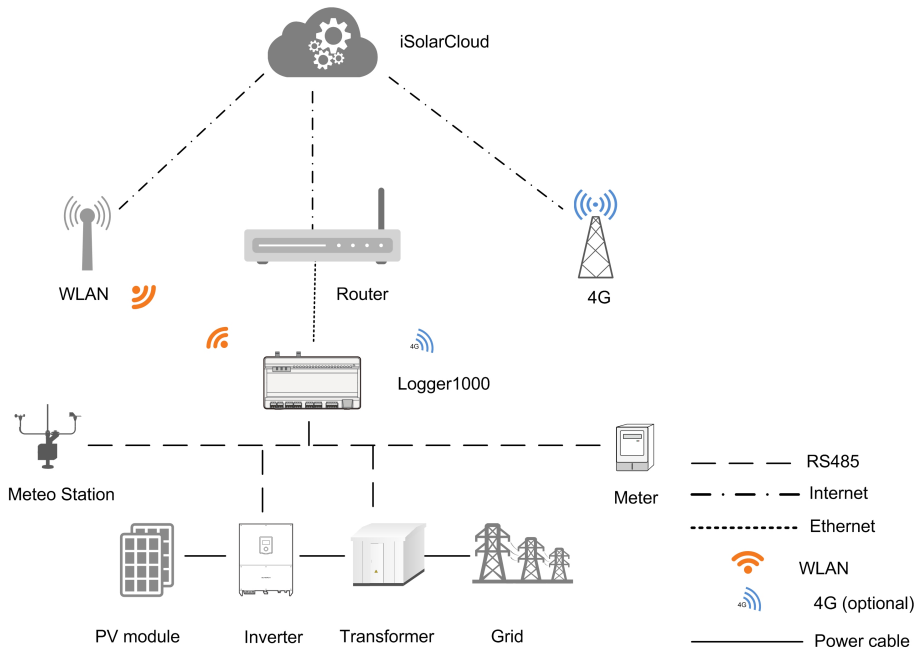 iSolarCloud
WLAN
Router
4G
4G
Logger1000
Meteo Station
Meter
RS485
Internet
Ethernet
WLAN
4G
4G (optional)
PV module
Inverter
Transformer
Grid
Power cable